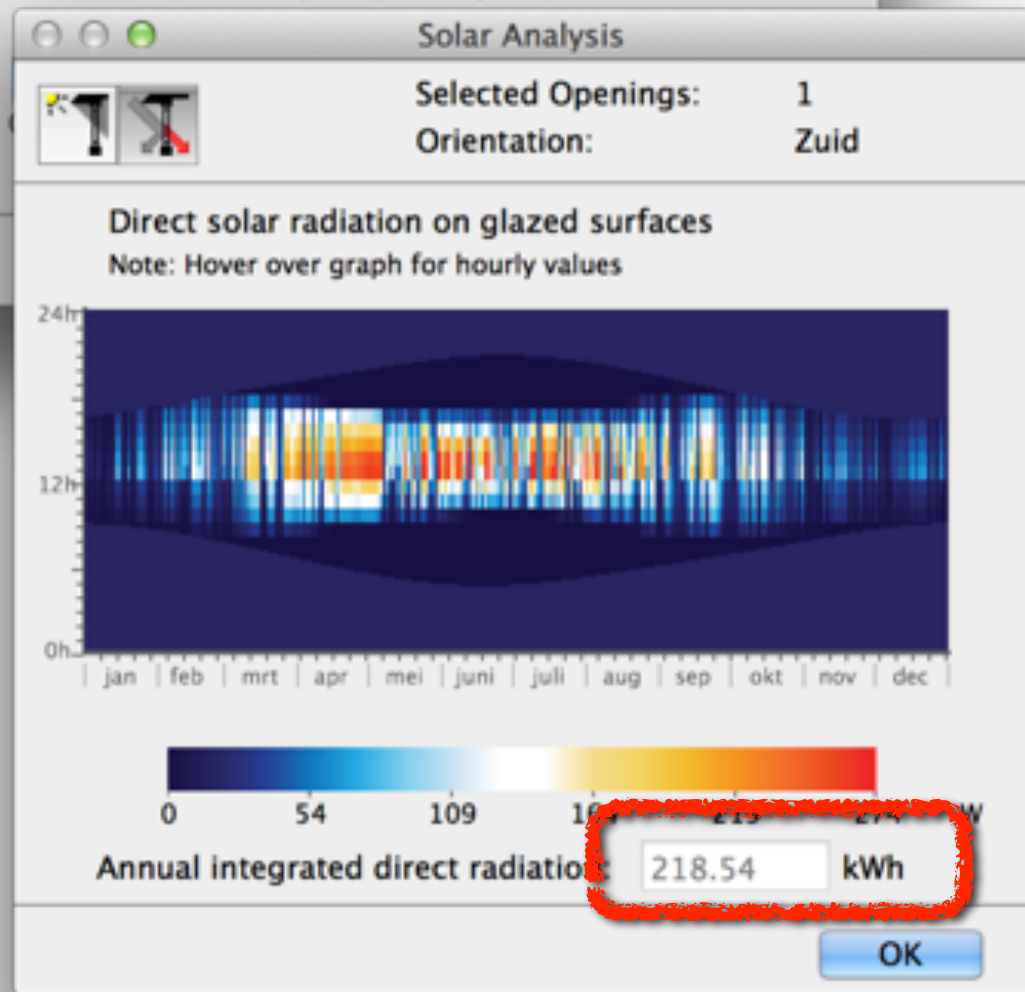 Solar Analysis
Selected Openings: 1
Orientation: Zuid
Direct solar radiation on glazed surfaces
Note: Hover over graph for hourly values
24h
12h
0h
jan feb mrt apr mei juni juli aug sep okt nov dec
0 54 109 W
Annual integrated direct radiation: 218.54 kWh
OK